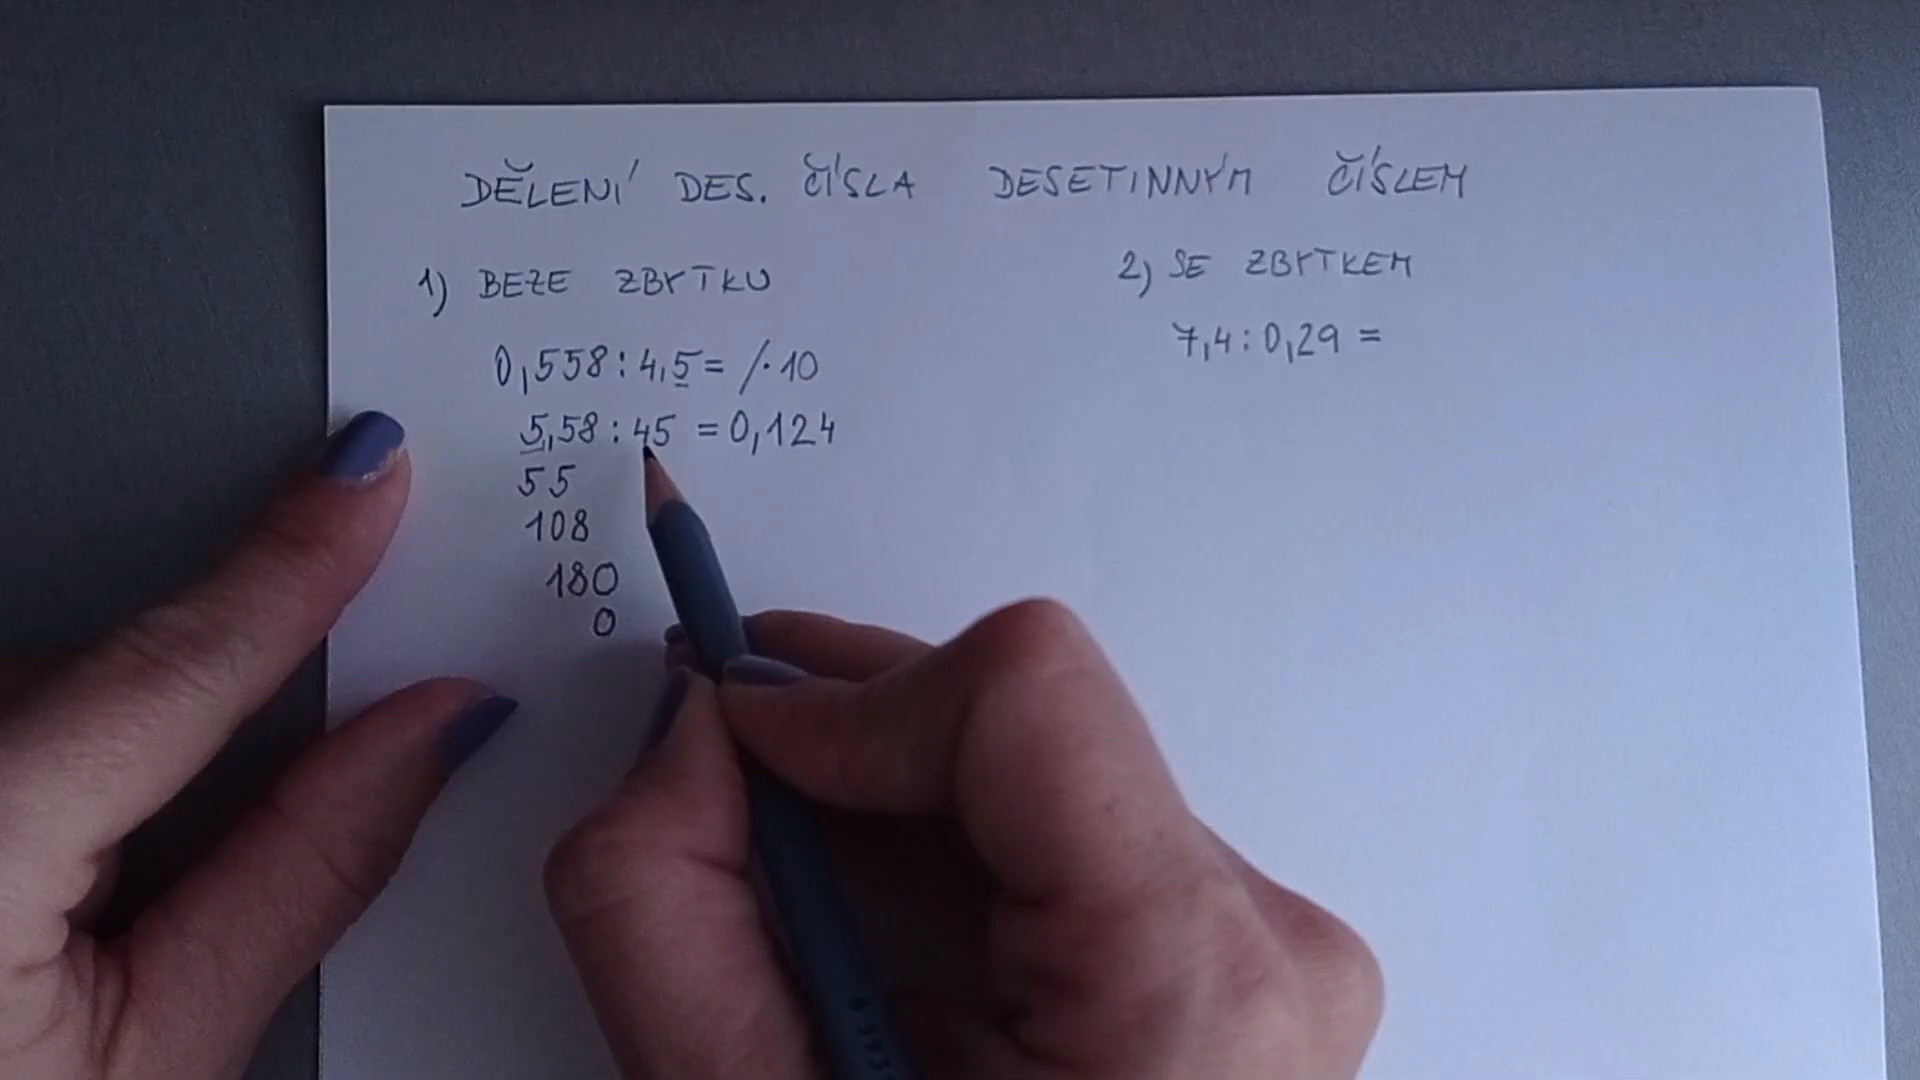 DĚLENÍ DES. ČÍSLA DESETINNÝM ČÍSLEM
1) BEZE ZBYTKU
0,558 : 4,5 = /· 10
5,58 : 45 = 0,124
55
108
180
0
2) SE ZBYTKEM
7,4 : 0,29 =